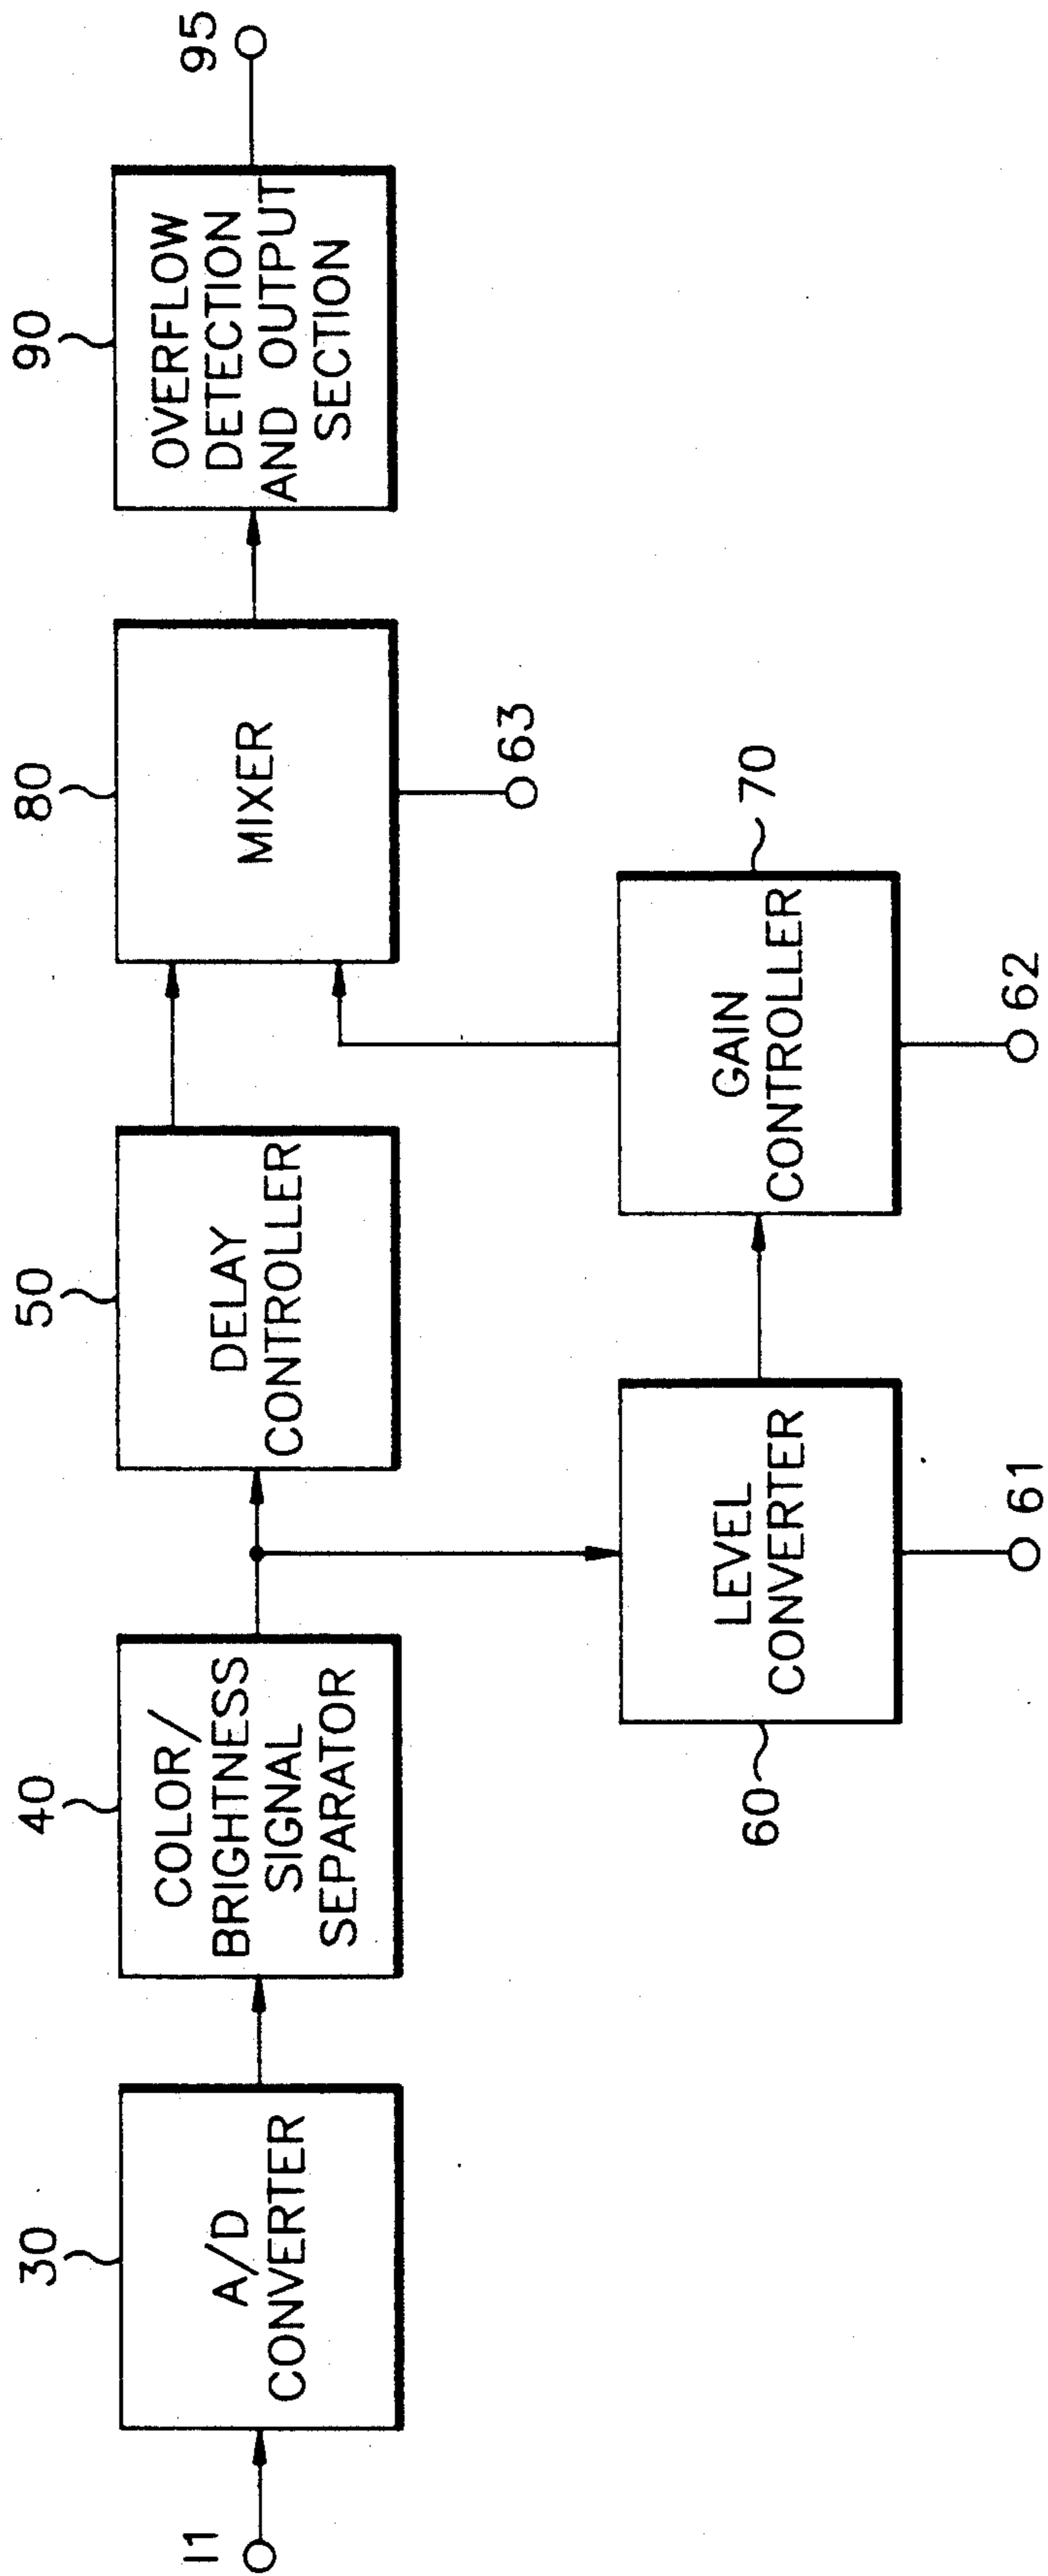 11
30
A/D
CONVERTER
40
COLOR/
BRIGHTNESS
SIGNAL
SEPARATOR
50
DELAY
CONTROLLER
80
MIXER
63
90
OVERFLOW
DETECTION
AND OUTPUT
SECTION
95
60
LEVEL
CONVERTER
61
70
GAIN
CONTROLLER
62